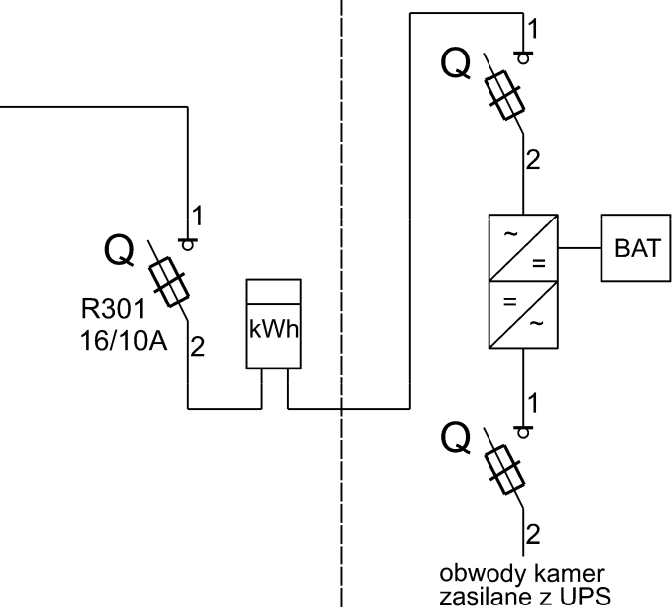 1
Q
R301
16/10A
2
kWh
1
Q
2
~
=
BAT
=
~
1
Q
2
obwody kamer
zasilane z UPS